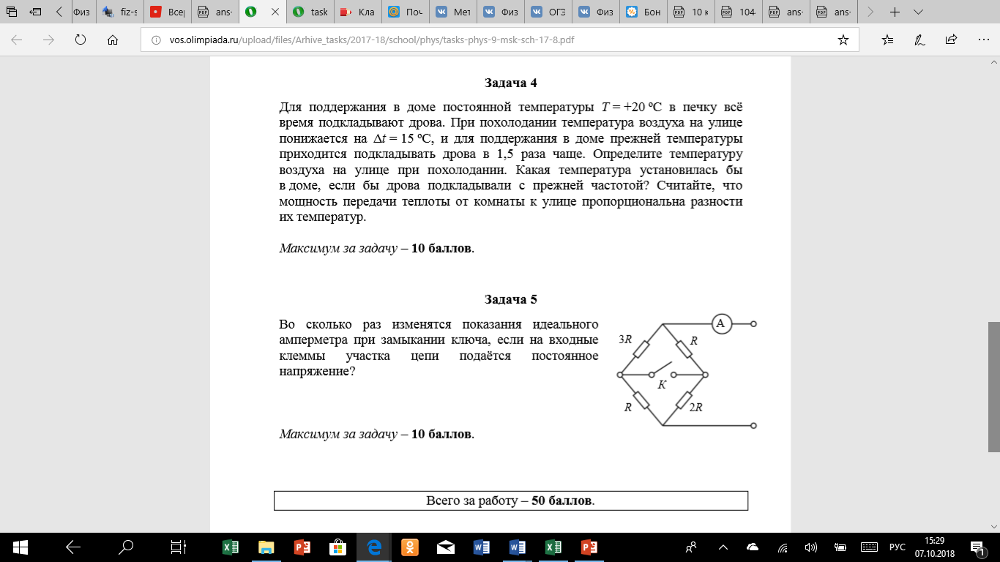 Физ
fiz-s
Все
ans-
task
Кла
Поч
Мет
Физ
ОГЭ
Физ
Бон
10 к
104
ans-
ans-
vos.olimpiada.ru/upload/files/Arhive_tasks/2017-18/school/phys/tasks-phys-9-msk-sch-17-8.pdf
Задача 4
Для поддержания в доме постоянной температуры T = +20 ºC в печку всё
время подкладывают дрова. При похолодании температура воздуха на улице
понижается на Δt = 15 ºC, и для поддержания в доме прежней температуры
приходится подкладывать дрова в 1,5 раза чаще. Определите температуру
воздуха на улице при похолодании. Какая температура установилась бы
в доме, если бы дрова подкладывали с прежней частотой? Считайте, что
мощность передачи теплоты от комнаты к улице пропорциональна разности
их температур.
Максимум за задачу – 10 баллов.
Задача 5
Во сколько раз изменятся показания идеального
амперметра при замыкании ключа, если на входные
клеммы участка цепи подаётся постоянное
напряжение?
A
3R
R
K
R
2R
Максимум за задачу – 10 баллов.
Всего за работу – 50 баллов.
РУС
15:29
07.10.2018
1